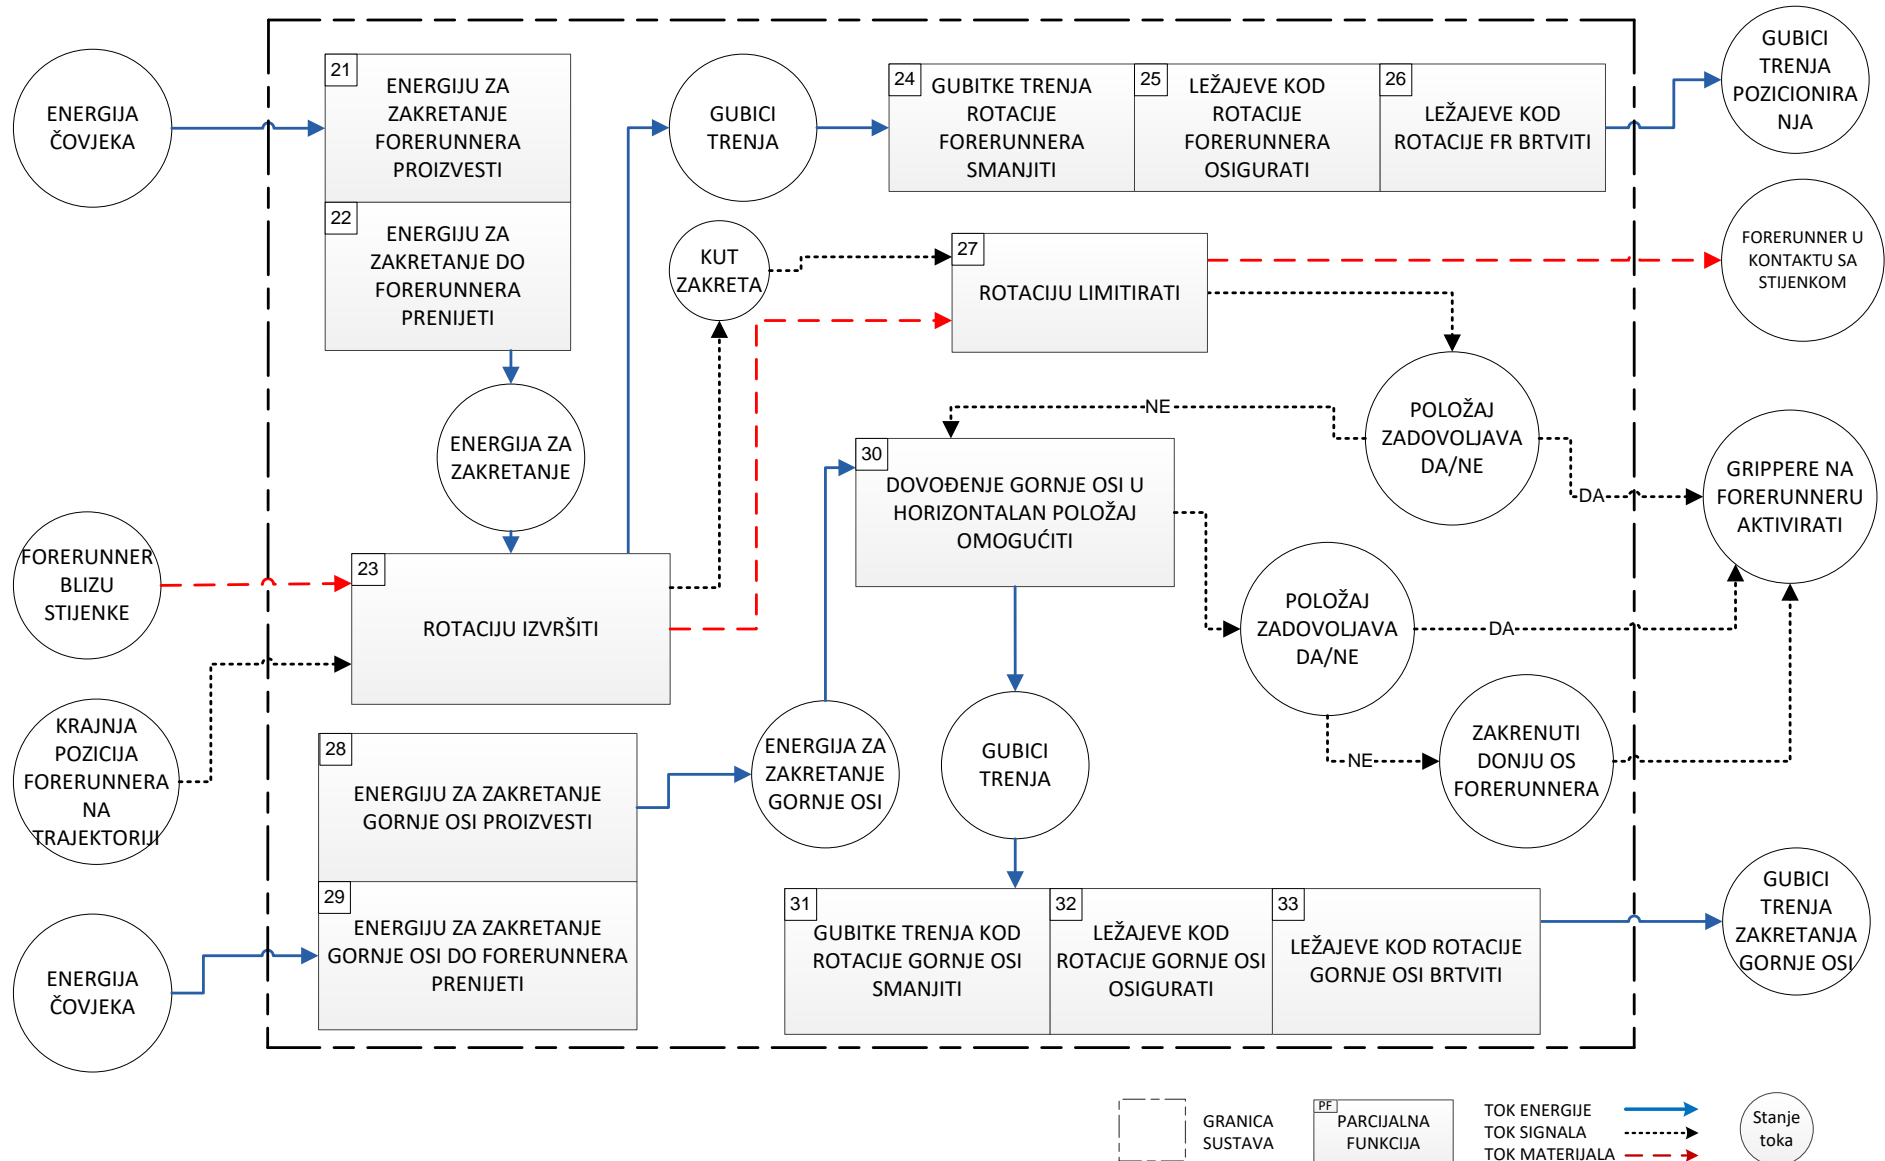 ENERGIJA
ČOVJEKA
21
ENERGIJU ZA
ZAKRETANJE
FORERUNNERA
PROIZVESTI
22
ENERGIJU ZA
ZAKRETANJE DO
FORERUNNERA
PRENIJETI
GUBICI
TRENJA
24
GUBITKE TRENJA
ROTACIJE
FORERUNNERA
SMANJITI
25
LEŽAJEVE KOD
ROTACIJE
FORERUNNERA
OSIGURATI
26
LEŽAJEVE KOD
ROTACIJE FR BRTVITI
GUBICI
TRENJA
POZICIONIRA
NJA
KUT
ZAKRETA
27
ROTACIJU LIMITIRATI
FORERUNNER U
KONTAKTU SA
STIJENKOM
ENERGIJA ZA
ZAKRETANJE
NE
POLOŽAJ
ZADOVOLJAVA
DA/NE
DA
GRIPPERE NA
FORERUNNERU
AKTIVIRATI
30
DOVOĐENJE GORNJE OSI U
HORIZONTALAN POLOŽAJ
OMOGUĆITI
FORERUNNER
BLIZU
STIJENKE
23
ROTACIJU IZVRŠITI
POLOŽAJ
ZADOVOLJAVA
DA/NE
DA
NE
ZAKRENUTI
DONJU OS
FORERUNNERA
KRAJNJA
POZICIJA
FORERUNNERA
NA
TRAJEKTORIJI
28
ENERGIJU ZA ZAKRETANJE
GORNJE OSI PROIZVESTI
ENERGIJA ZA
ZAKRETANJE
GORNJE OSI
GUBICI
TRENJA
ENERGIJA
ČOVJEKA
29
ENERGIJU ZA ZAKRETANJE
GORNJE OSI DO FORERUNNERA
PRENIJETI
31
GUBITKE TRENJA KOD
ROTACIJE GORNJE OSI
SMANJITI
32
LEŽAJEVE KOD
ROTACIJE GORNJE OSI
OSIGURATI
33
LEŽAJEVE KOD ROTACIJE
GORNJE OSI BRTVITI
GUBICI
TRENJA
ZAKRETANJA
GORNJE OSI
GRANICA
SUSTAVA
PF
PARCIJALNA
FUNKCIJA
TOK ENERGIJE
TOK SIGNALA
TOK MATERIJALA
Stanje
toka